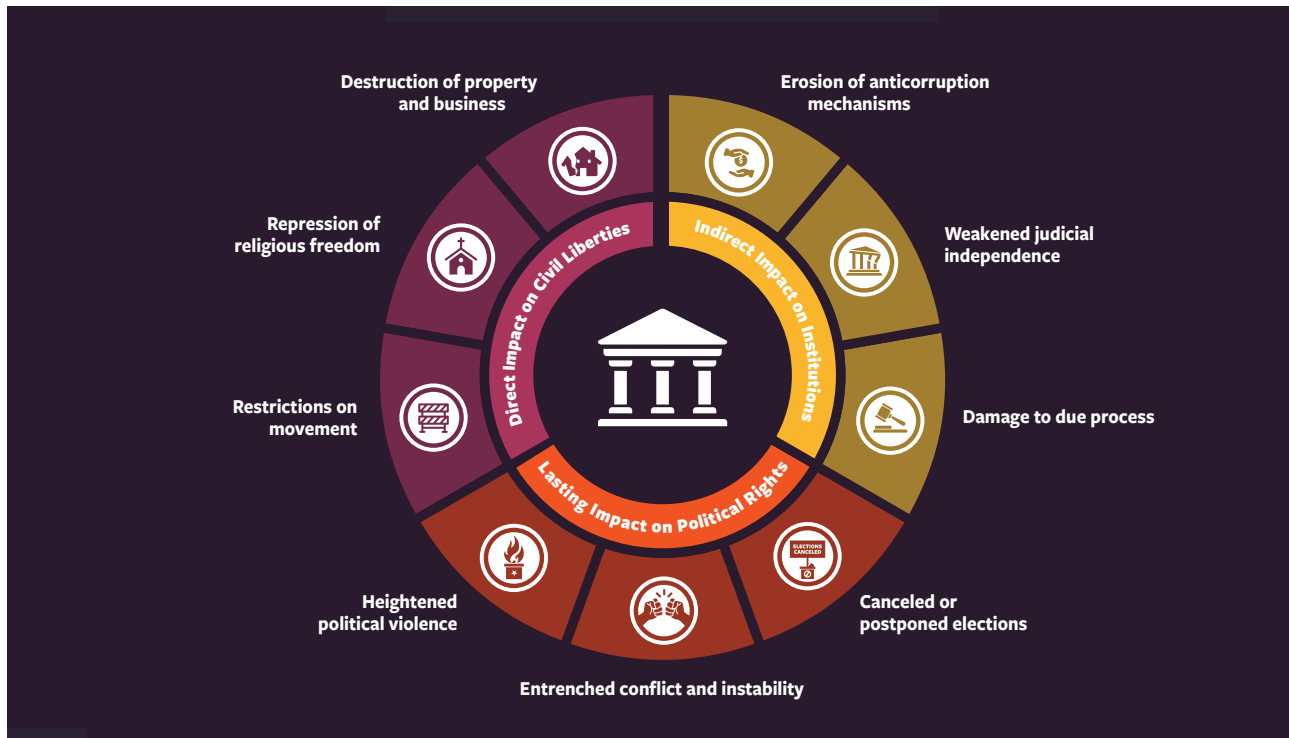 Destruction of property
and business
Erosion of anticorruption
mechanisms
Repression of
religious freedom
Weakened judicial
independence
Direct Impact on Civil Liberties
Indirect Impact on Institutions
Restrictions on
movement
Damage to due process
Lasting Impact on Political Rights
ELECTIONS
CANCELED
Heightened
political violence
Canceled or
postponed elections
Entrenched conflict and instability